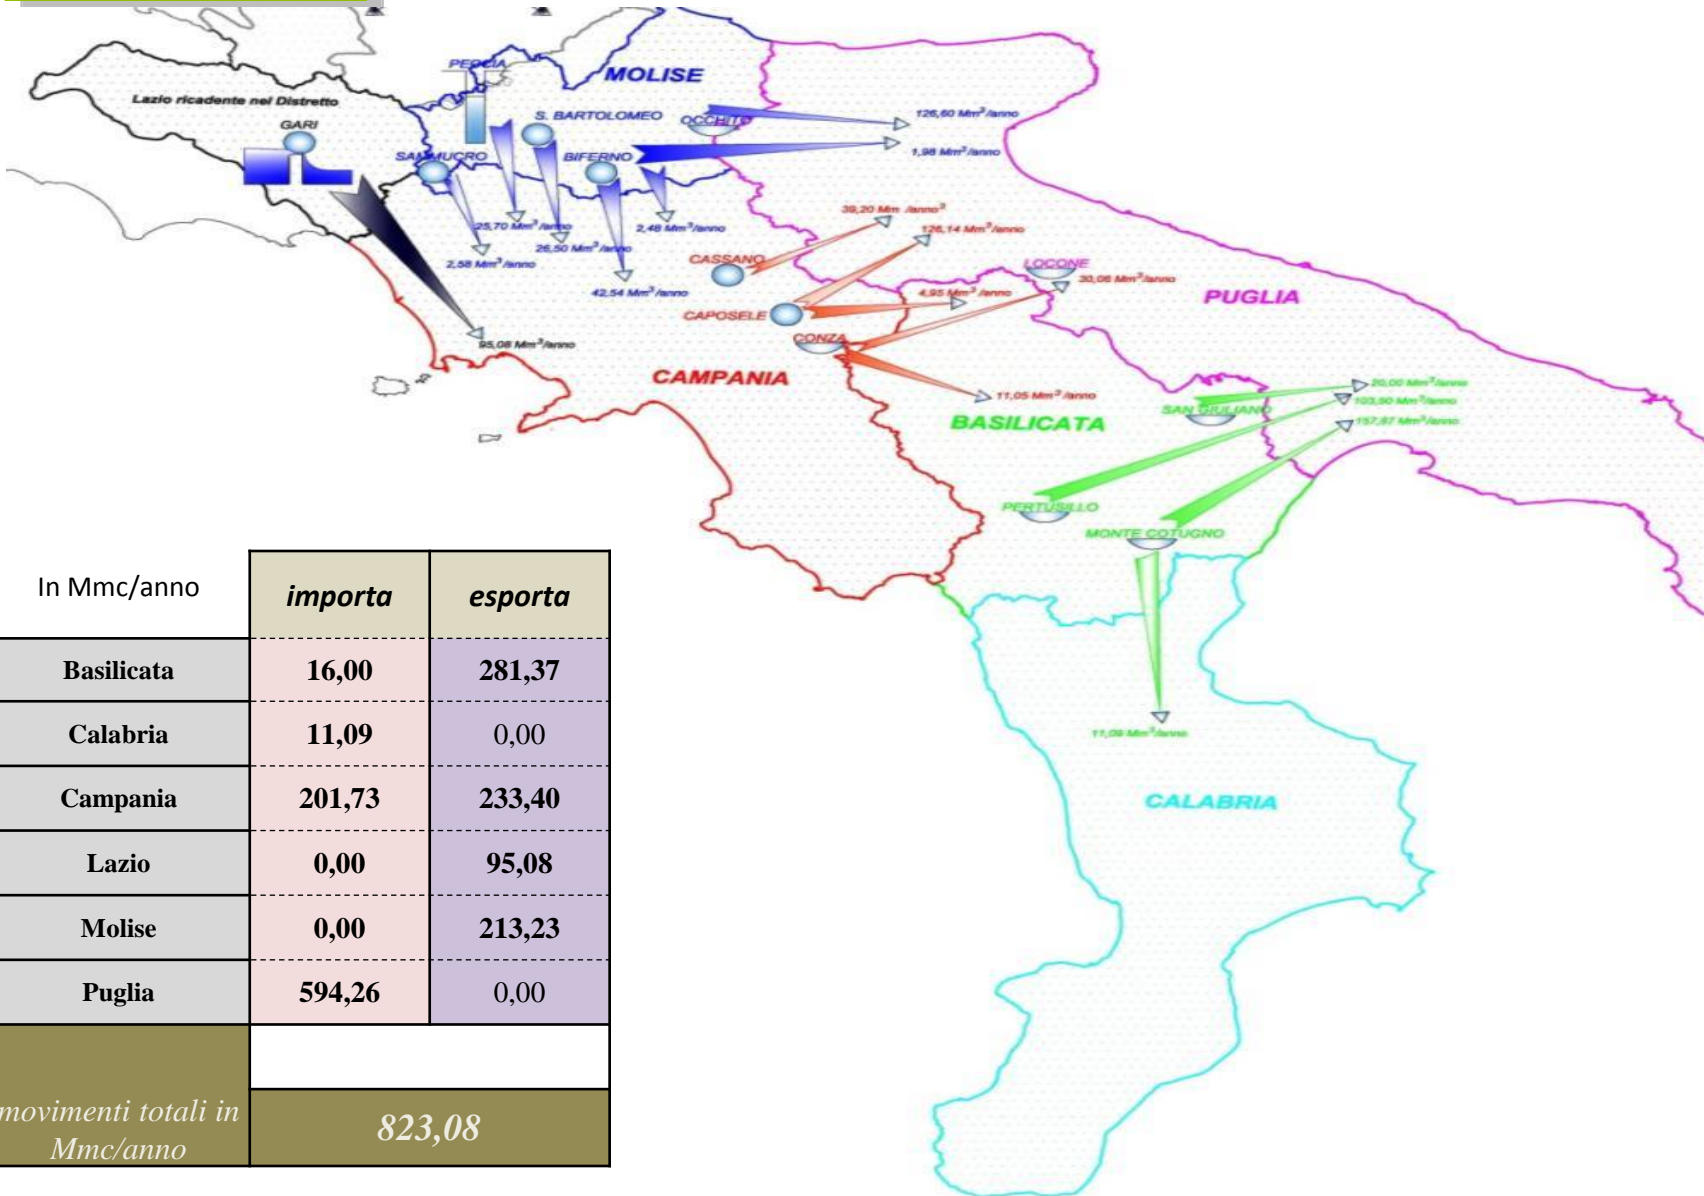 PECCIA
MOLISE
Lazio ricadente nel Distretto
GARI
S. BARTOLOMEO
OCCHITO
126,60 Mm³/anno
SAMMUCRO
BIFERNO
1,98 Mm³/anno
25,70 Mm³/anno
2,48 Mm³/anno
39,20 Mm /anno³
126,14 Mm³/anno
26,50 Mm³/anno
2,58 Mm³/anno
CASSANO
LOCONE
30,06 Mm³/anno
42,54 Mm³/anno
4,95 Mm³ /anno
PUGLIA
CAPOSELE
CONZA
95,08 Mm³/anno
CAMPANIA
11,05 Mm³ /anno
20,00 Mm³/anno
103,50 Mm³/anno
SAN GIULIANO
BASILICATA
157,87 Mm³/anno
PERTUSILLO
MONTE COTUGNO
11,09 Mm³/anno
CALABRIA
In Mmc/anno importa esporta
Basilicata 16,00 281,37
Calabria 11,09 0,00
Campania 201,73 233,40
Lazio 0,00 95,08
Molise 0,00 213,23
Puglia 594,26 0,00
movimenti totali in
Mmc/anno
823,08